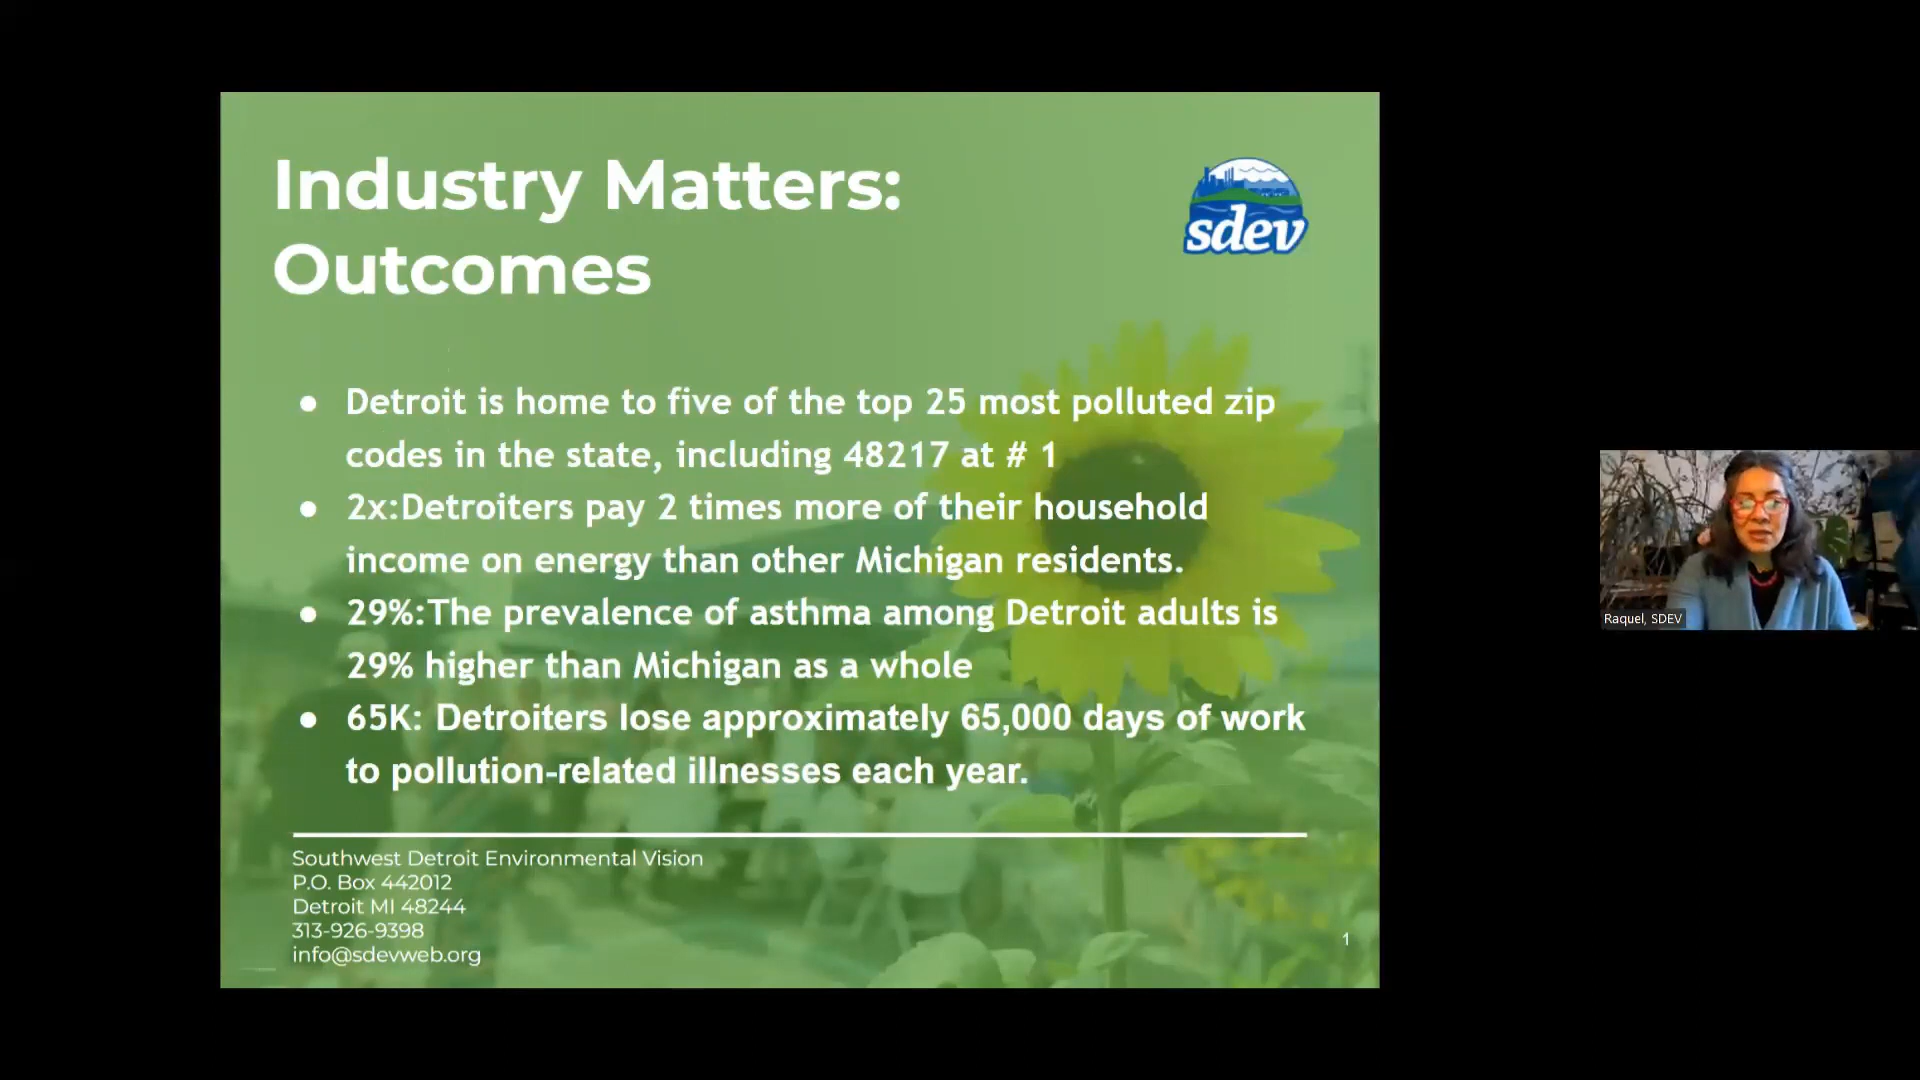 Industry Matters:
Outcomes
sdev
● Detroit is home to five of the top 25 most polluted zip
codes in the state, including 48217 at # 1
● 2x:Detroiters pay 2 times more of their household
income on energy than other Michigan residents.
● 29%:The prevalence of asthma among Detroit adults is
29% higher than Michigan as a whole
● 65K: Detroiters lose approximately 65,000 days of work
to pollution-related illnesses each year.
Southwest Detroit Environmental Vision
P.O. Box 442012
Detroit MI 48244
313-926-9398
info@sdevweb.org
1
Raquel, SDEV